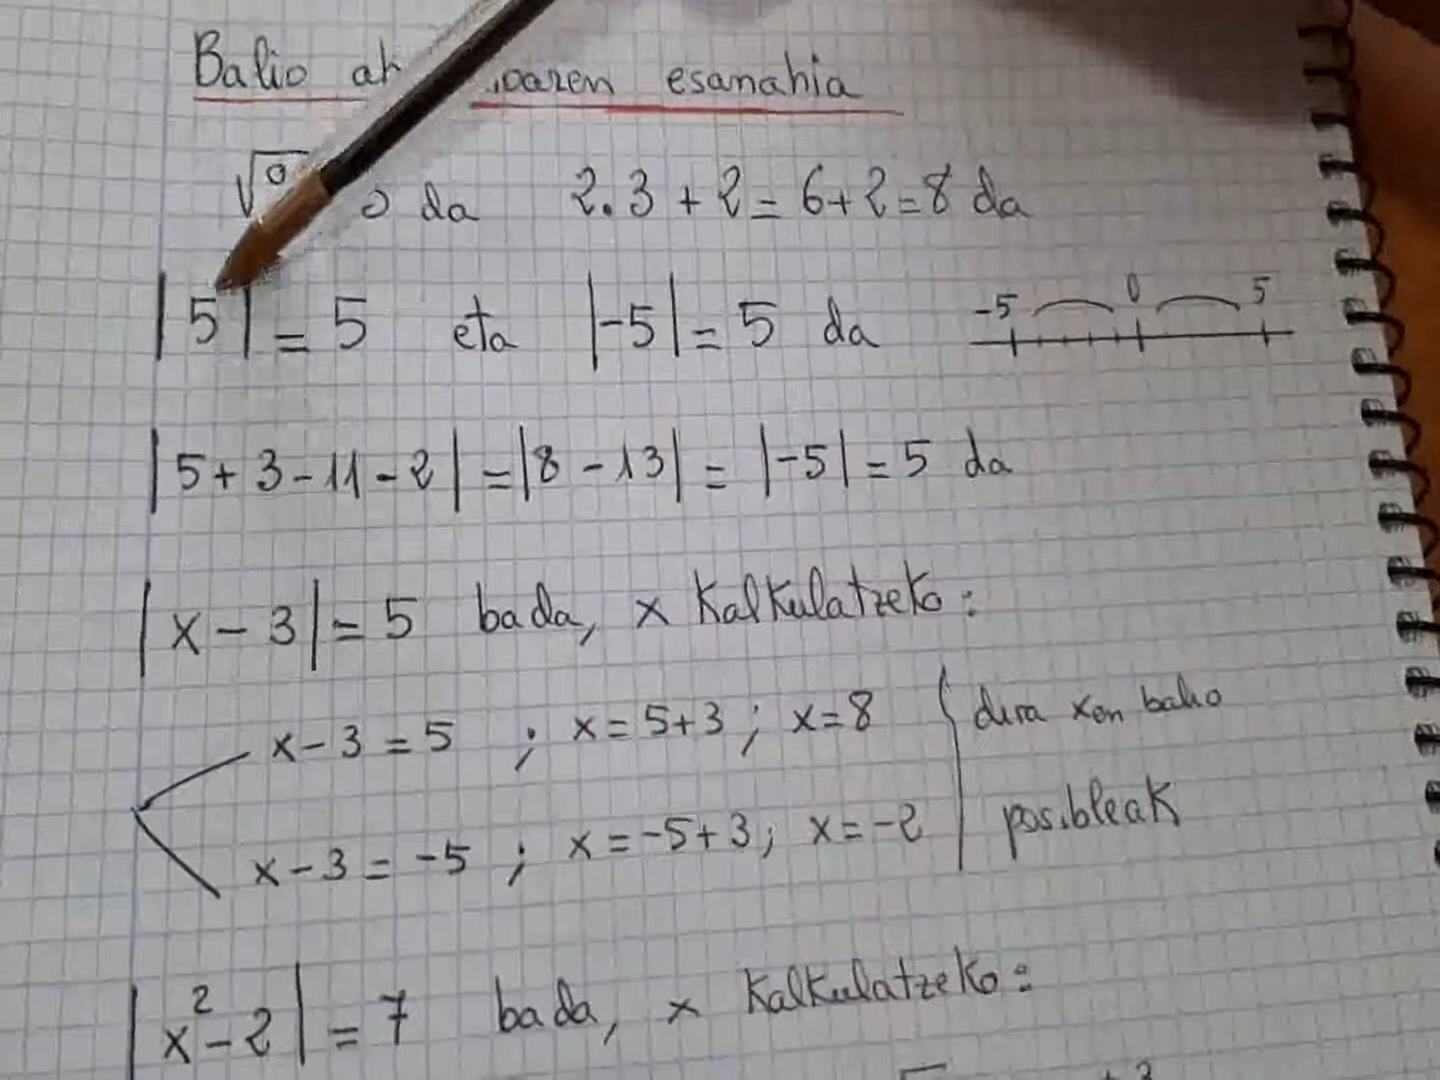 Balio esanahia
√0 0 da 2.3 + 2 = 6+2=8 da
|5| = 5 eta |-5| = 5 da -5 0 5
|5+3-11-2| = |8-13| = |-5| = 5 da
|x-3| = 5 bada, x Kalkulatzeko:
x-3=5 ; x=5+3 ; x=8 dira xen balio
x-3=-5 ; x=-5+3; x=-2 posibleak
|x²-2| = 7 bada, x Kalkulatzeko: